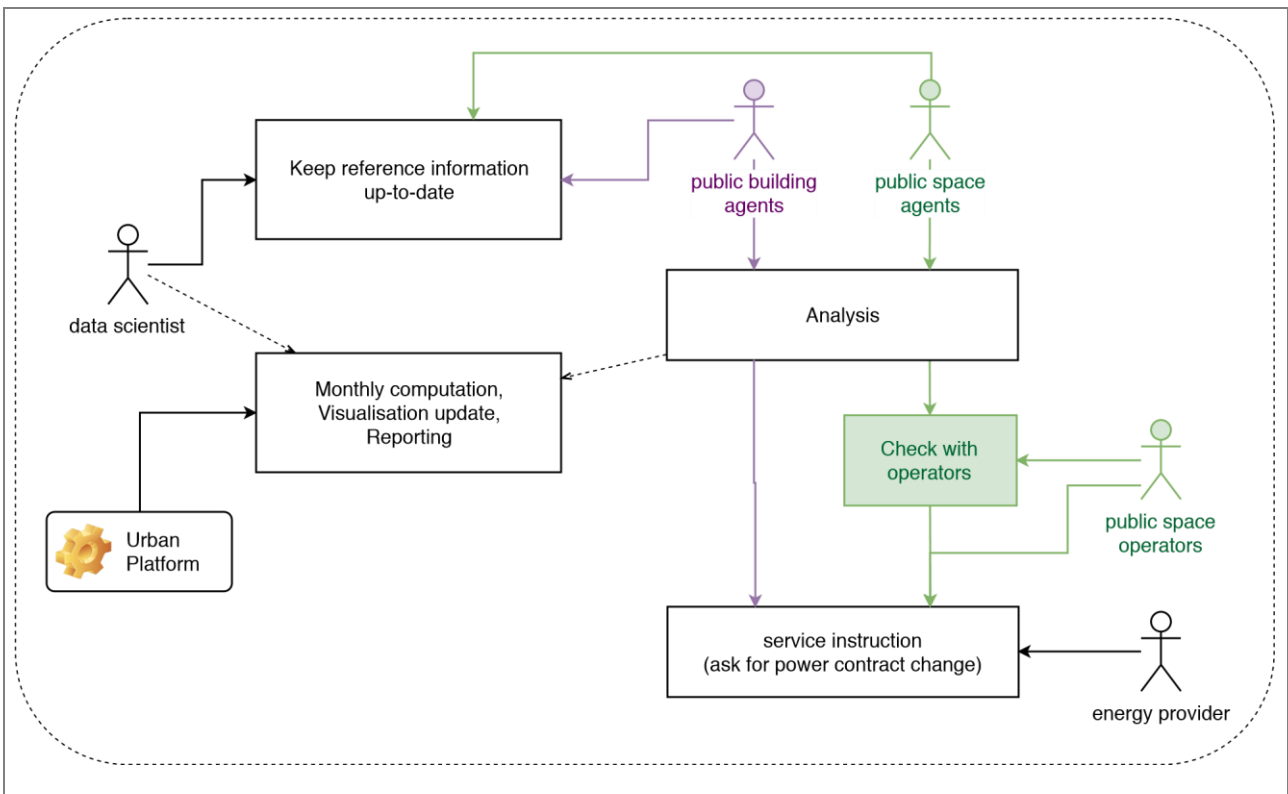 Keep reference information
up-to-date
public building
agents
public space
agents
data scientist
Analysis
Monthly computation,
Visualisation update,
Reporting
Check with
operators
public space
operators
Urban
Platform
service instruction
(ask for power contract change)
energy provider